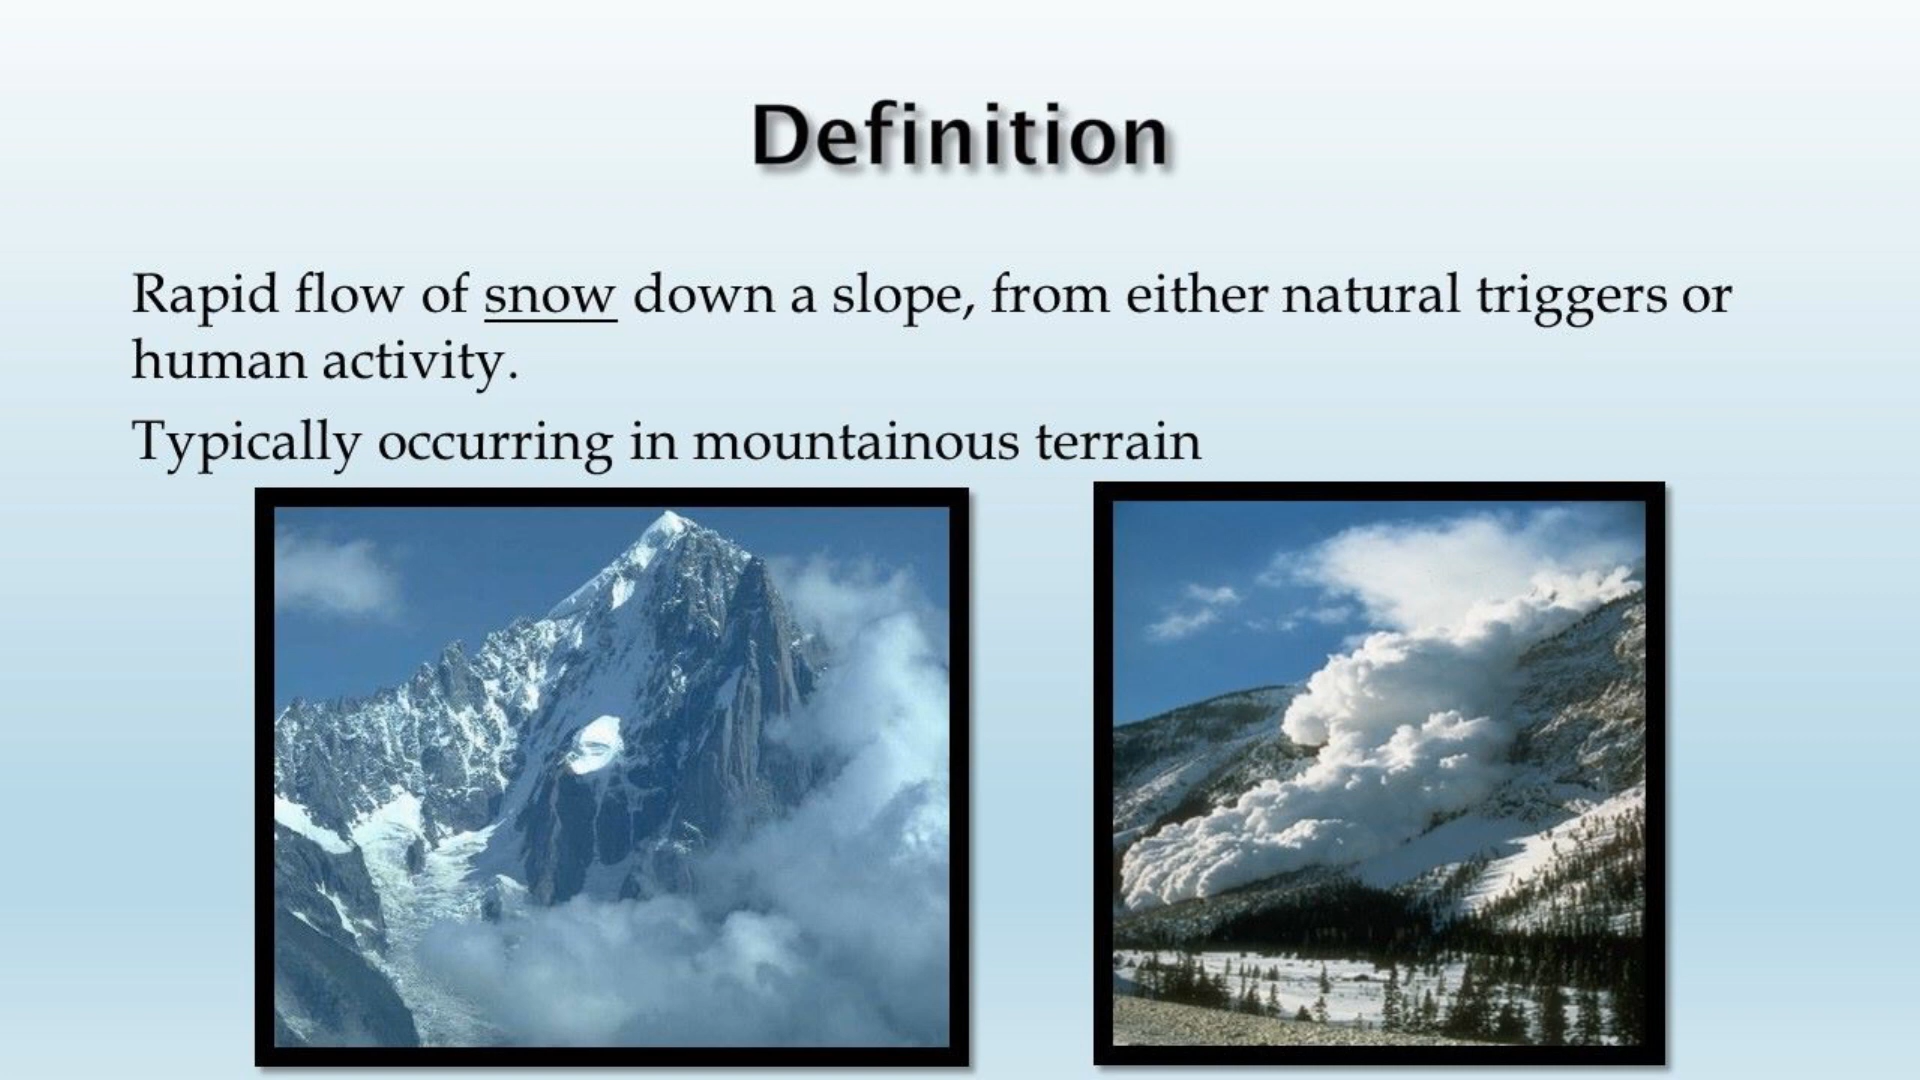 Definition
Rapid flow of snow down a slope, from either natural triggers or
human activity.
Typically occurring in mountainous terrain